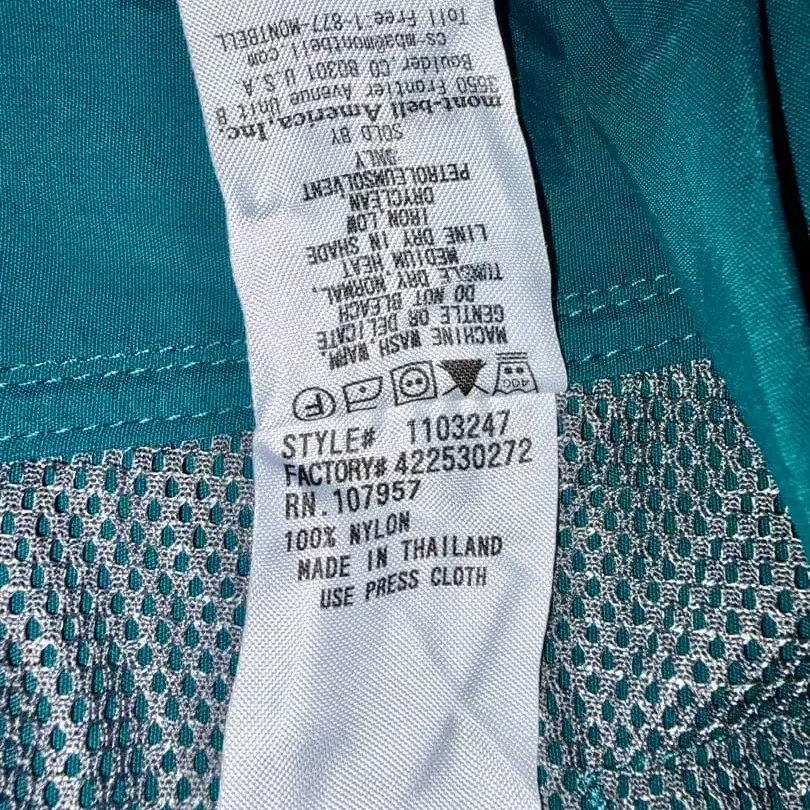 STYLE# 1103247
FACTORY# 422530272
RN.107957
100% NYLON
MADE IN THAILAND
USE PRESS CLOTH
40C
F
MACHINE WASH, WARM,
GENTLE OR DELICATE
DO NOT BLEACH
TUMBLE DRY NORMAL,
MEDIUM HEAT
LINE DRY IN SHADE
IRON LOW
DRYCLEAN
PETROLEUMSOLVENT
ONLY
SOLD BY
mont-bell America, Inc.
3550 Frontier Avenue Unit B
Boulder, CO 80301 U.S.A.
cs_mba@montbell.com
Toll Free:1-877-MONTBELL